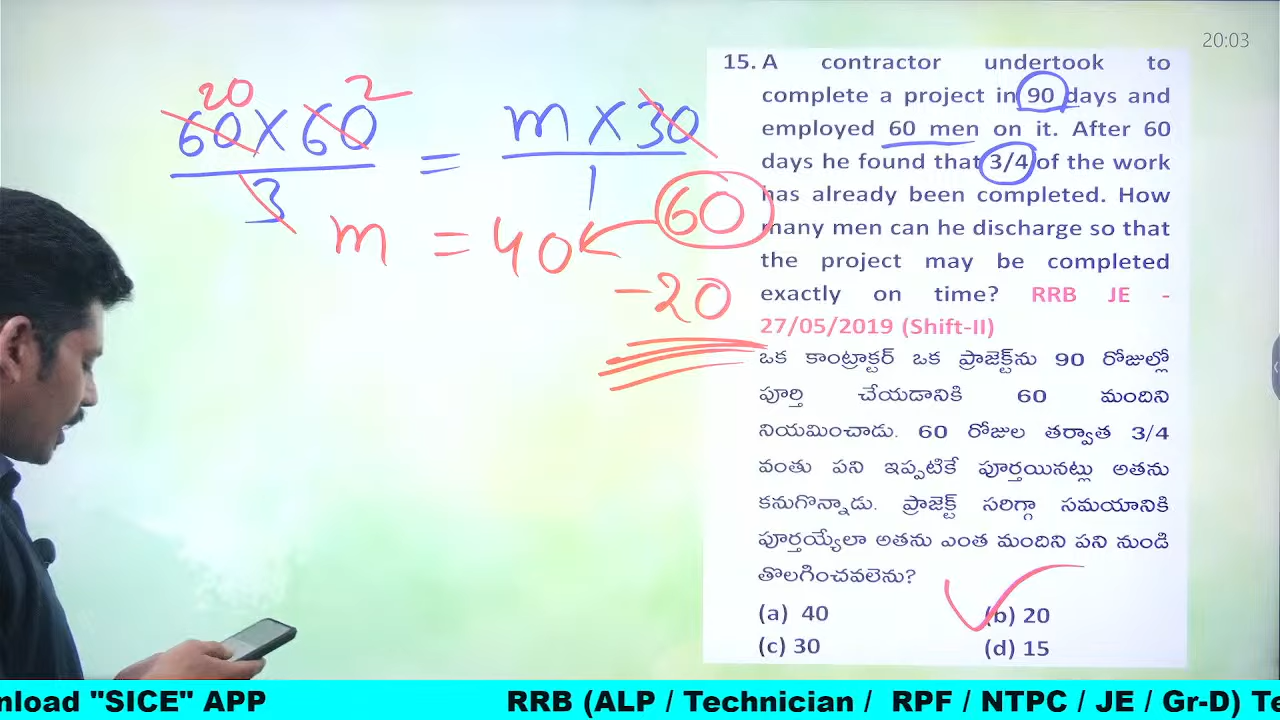 20:03
20 2
60 × 60 = m × 30
3 1
m = 40 60
-20
15. A contractor undertook to
complete a project in 90 days and
employed 60 men on it. After 60
days he found that 3/4 of the work
has already been completed. How
many men can he discharge so that
the project may be completed
exactly on time? RRB JE -
27/05/2019 (Shift-II)
ఒక కాంట్రాక్టర్ ఒక ప్రాజెక్ట్‌ను 90 రోజుల్లో
పూర్తి చేయడానికి 60 మందిని
నియమించాడు. 60 రోజుల తర్వాత 3/4
వంతు పని ఇప్పటికే పూర్తయినట్లు అతను
కనుగొన్నాడు. ప్రాజెక్ట్ సరిగ్గా సమయానికి
పూర్తయ్యేలా అతను ఎంత మందిని పని నుండి
తొలగించవలెను?
(a) 40 (b) 20
(c) 30 (d) 15
nload "SICE" APP RRB (ALP / Technician / RPF / NTPC / JE / Gr-D) Te